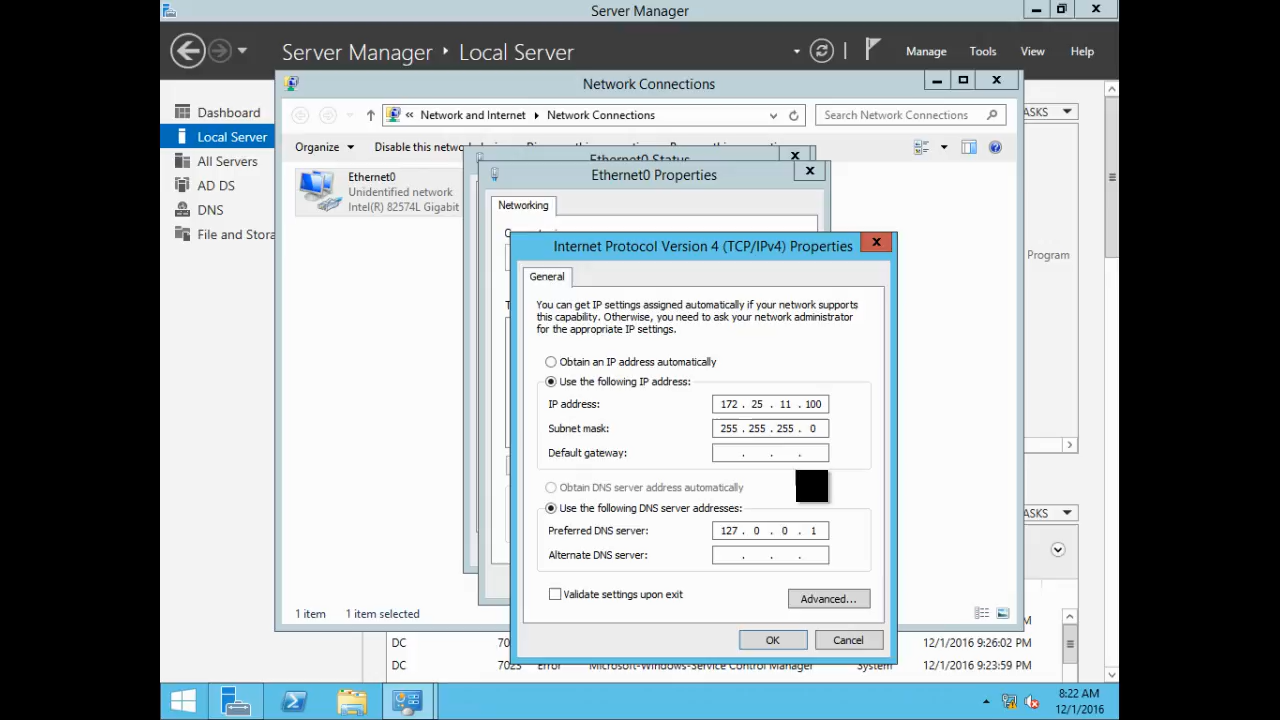 Server Manager
Server Manager Local Server
Manage Tools View Help
Network Connections
« Network and Internet Network Connections
Search Network Connections
Dashboard
Local Server
All Servers
AD DS
DNS
File and Stora
ASKS
Organize Disable this netwo
Ethernet0 Status
Ethernet0
Unidentified network
Intel(R) 82574L Gigabit
Ethernet0 Properties
Networking
Program
Internet Protocol Version 4 (TCP/IPv4) Properties
General
You can get IP settings assigned automatically if your network supports
this capability. Otherwise, you need to ask your network administrator
for the appropriate IP settings.
Obtain an IP address automatically
Use the following IP address:
IP address: 172 . 25 . 11 . 100
Subnet mask: 255 . 255 . 255 . 0
Default gateway: . . .
Obtain DNS server address automatically
Use the following DNS server addresses:
Preferred DNS server: 127 . 0 . 0 . 1
Alternate DNS server: . . .
Validate settings upon exit
Advanced...
OK Cancel
ASKS
1 item 1 item selected
DC 12/1/2016 9:26:02 PM
DC 7023 Error Microsoft-Windows-Service Control Manager System 12/1/2016 9:23:59 PM
8:22 AM
12/1/2016